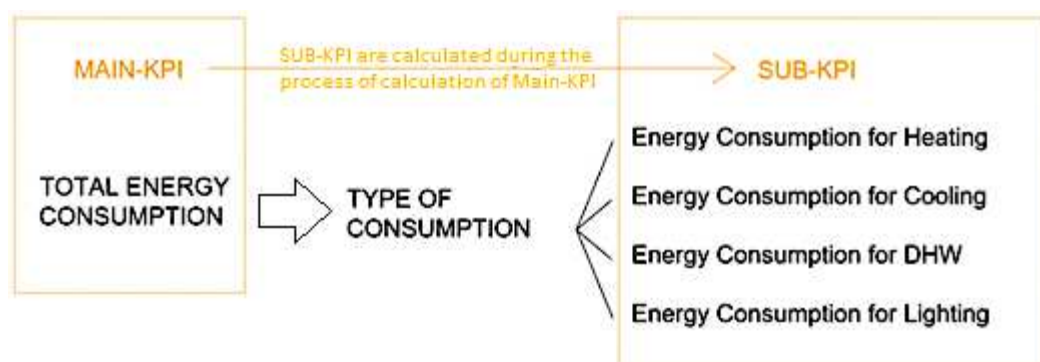 MAIN-KPI
SUB-KPI are calculated during the
process of calculation of Main-KPI
SUB-KPI
TOTAL ENERGY
CONSUMPTION
TYPE OF
CONSUMPTION
Energy Consumption for Heating
Energy Consumption for Cooling
Energy Consumption for DHW
Energy Consumption for Lighting